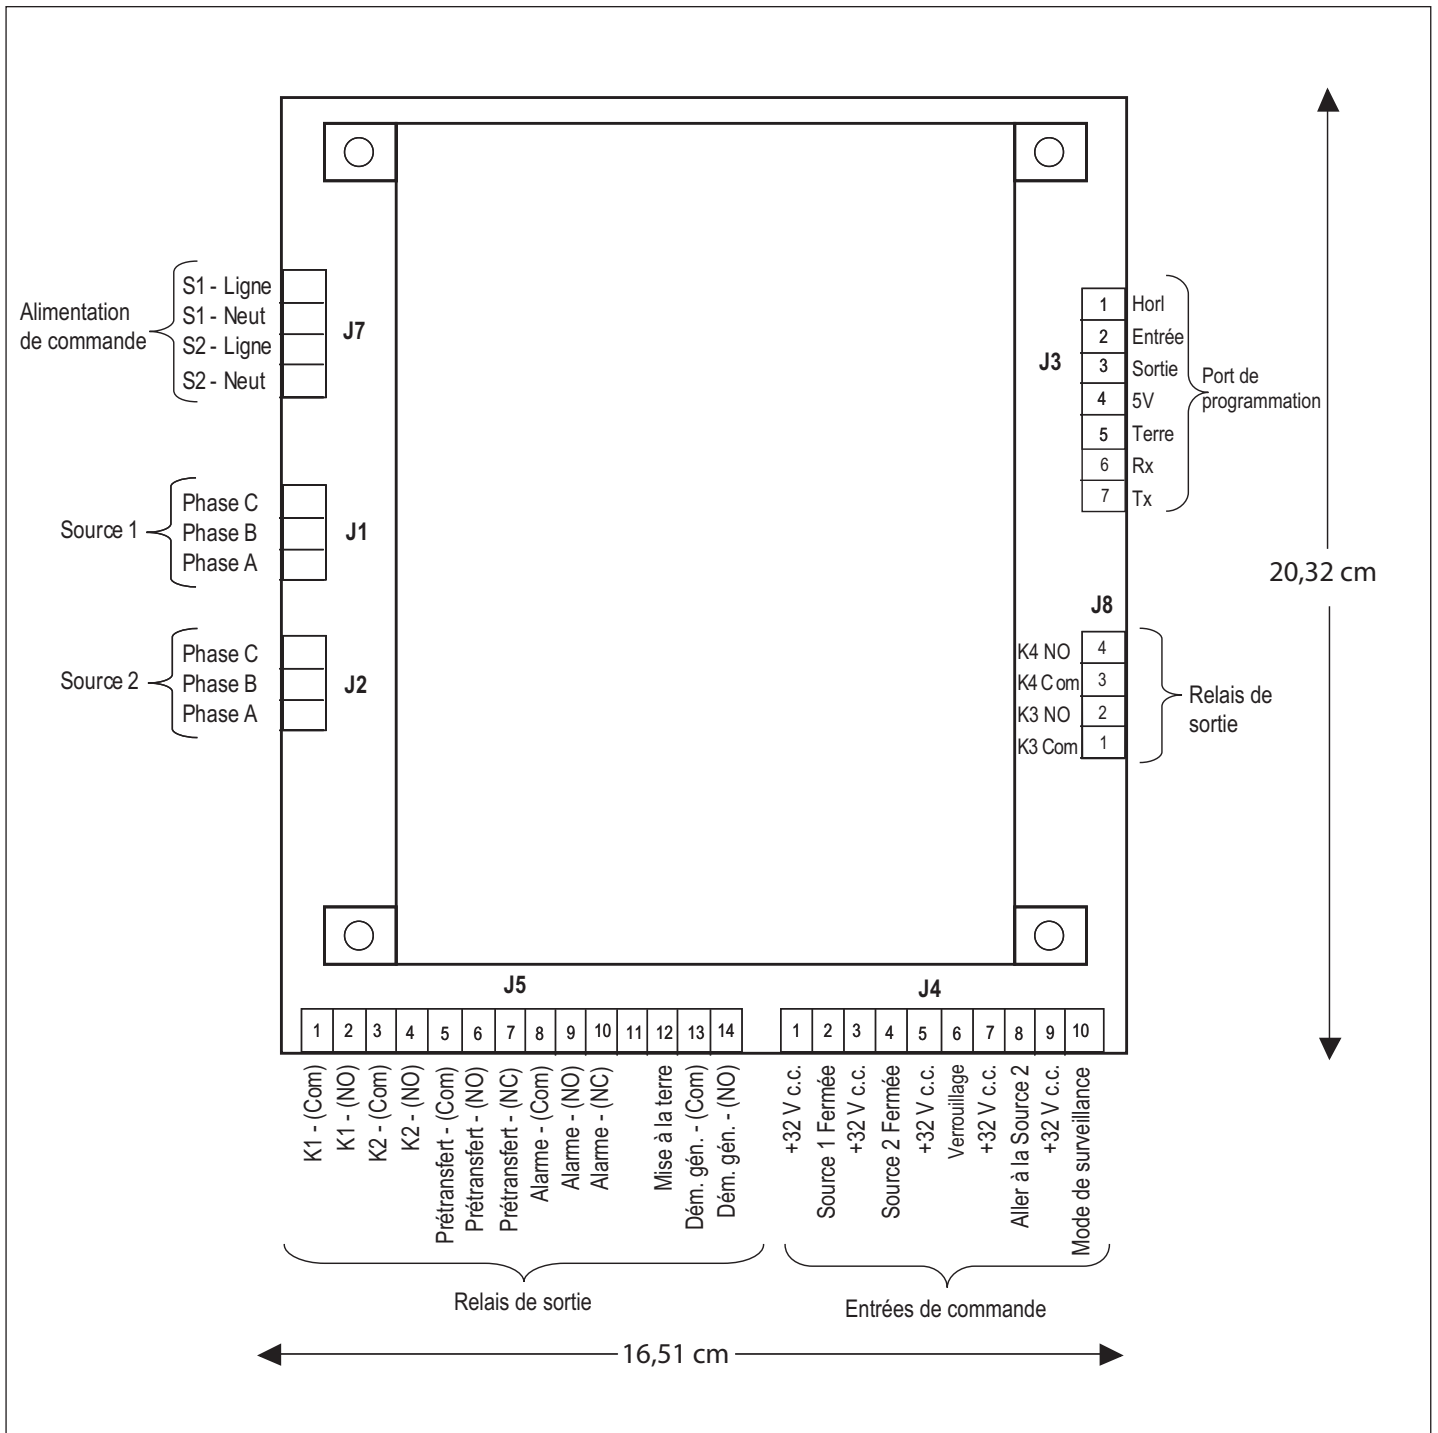 Alimentation
de commande
S1 - Ligne
S1 - Neut
S2 - Ligne
S2 - Neut
J7
Source 1
Phase C
Phase B
Phase A
J1
Source 2
Phase C
Phase B
Phase A
J2
J3
1 Horl
2 Entrée
3 Sortie
4 5V
5 Terre
6 Rx
7 Tx
Port de
programmation
20,32 cm
J8
K4 NO 4
K4 Com 3
K3 NO 2
K3 Com 1
Relais de
sortie
J5
1 2 3 4 5 6 7 8 9 10 11 12 13 14
K1 - (Com)
K1 - (NO)
K2 - (Com)
K2 - (NO)
Prétransfert - (Com)
Prétransfert - (NO)
Prétransfert - (NC)
Alarme - (Com)
Alarme - (NO)
Alarme - (NC)
Mise à la terre
Dém. gén. - (Com)
Dém. gén. - (NO)
Relais de sortie
J4
1 2 3 4 5 6 7 8 9 10
+32 V c.c.
Source 1 Fermée
+32 V c.c.
Source 2 Fermée
+32 V c.c.
Verrouillage
+32 V c.c.
Aller à la Source 2
+32 V c.c.
Mode de surveillance
Entrées de commande
16,51 cm